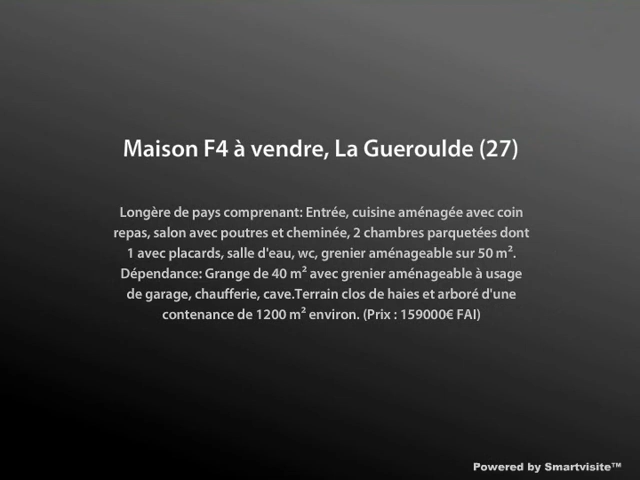 Maison F4 à vendre, La Gueroulde (27)
Longère de pays comprenant: Entrée, cuisine aménagée avec coin
repas, salon avec poutres et cheminée, 2 chambres parquetées dont
1 avec placards, salle d'eau, wc, grenier aménageable sur 50 m².
Dépendance: Grange de 40 m² avec grenier aménageable à usage
de garage, chaufferie, cave.Terrain clos de haies et arboré d'une
contenance de 1200 m² environ. (Prix : 159000€ FAI)
Powered by Smartvisite™